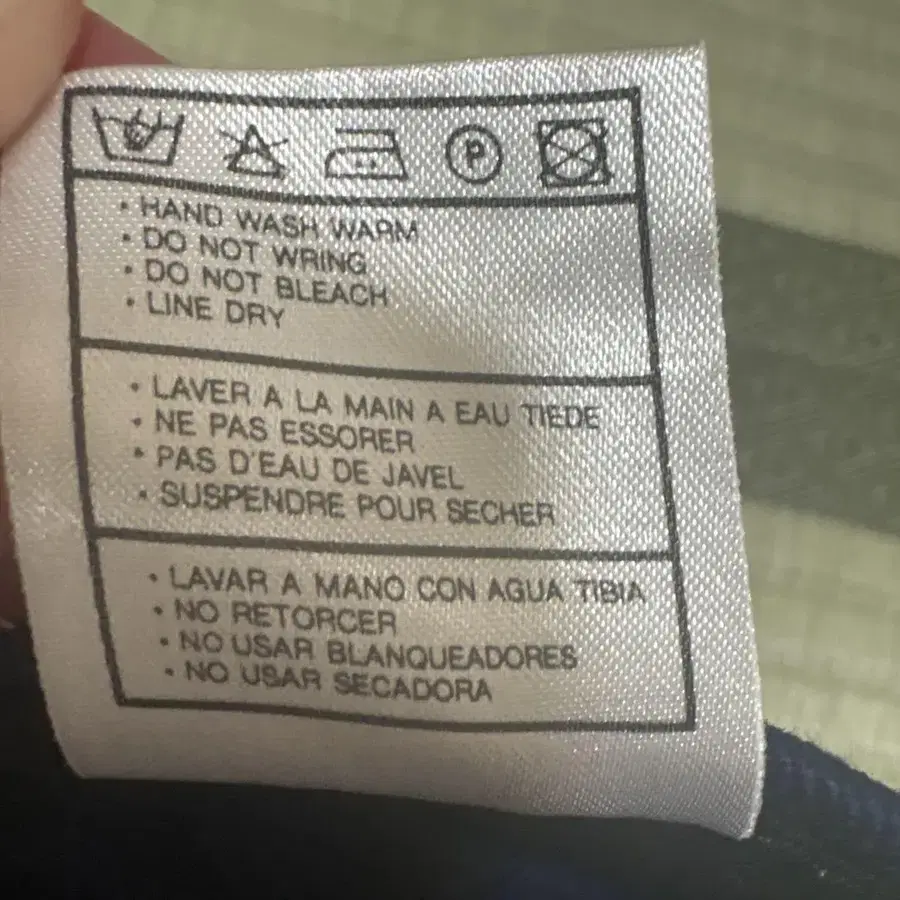 P
• HAND WASH WARM
• DO NOT WRING
• DO NOT BLEACH
• LINE DRY
• LAVER A LA MAIN A EAU TIEDE
• NE PAS ESSORER
• PAS D'EAU DE JAVEL
• SUSPENDRE POUR SECHER
• LAVAR A MANO CON AGUA TIBIA
• NO RETORCER
• NO USAR BLANQUEADORES
• NO USAR SECADORA